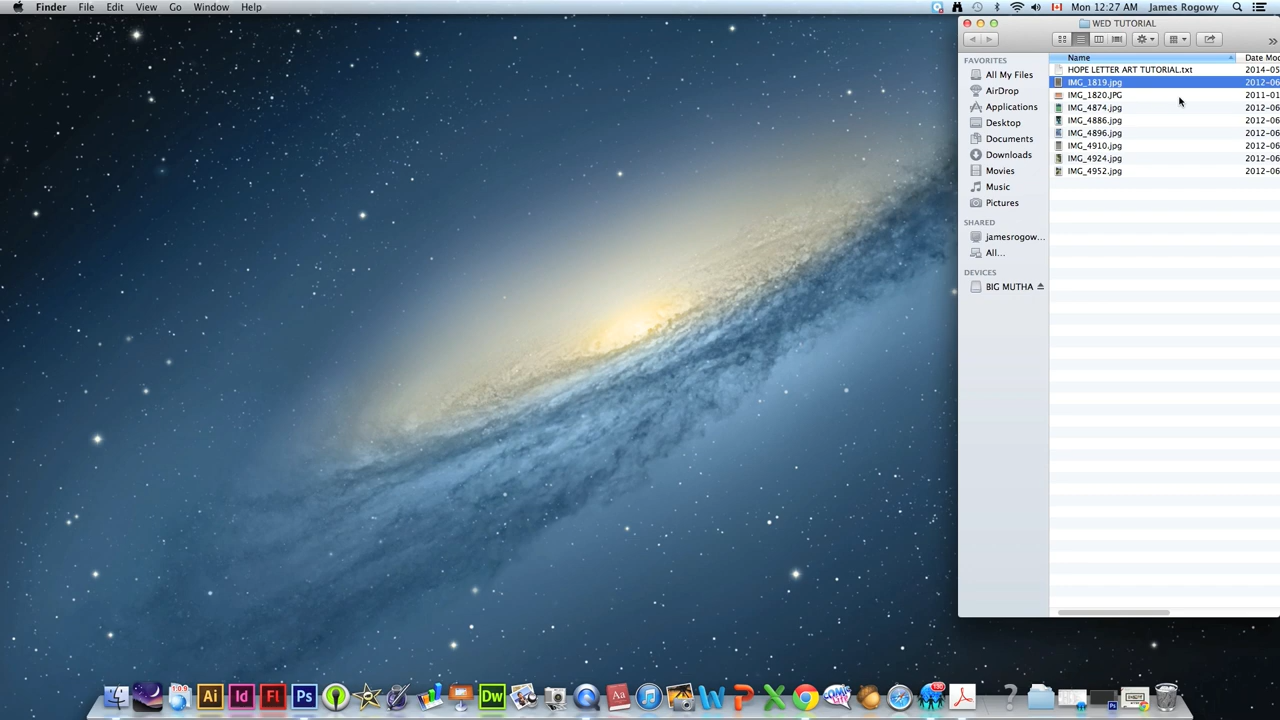 Finder File Edit View Go Window Help Mon 12:27 AM James Rogowy
WED TUTORIAL
FAVORITES
All My Files
AirDrop
Applications
Desktop
Documents
Downloads
Movies
Music
Pictures
SHARED
jamesrogow...
All...
DEVICES
BIG MUTHA
Name Date Mod
HOPE LETTER ART TUTORIAL.txt 2014-05
IMG_1819.jpg 2012-06
IMG_1820.JPG 2011-01
IMG_4874.jpg 2012-06
IMG_4886.jpg 2012-06
IMG_4896.jpg 2012-06
IMG_4910.jpg 2012-06
IMG_4924.jpg 2012-06
IMG_4952.jpg 2012-06
Ai Id Fl Ps Dw Aa W P X